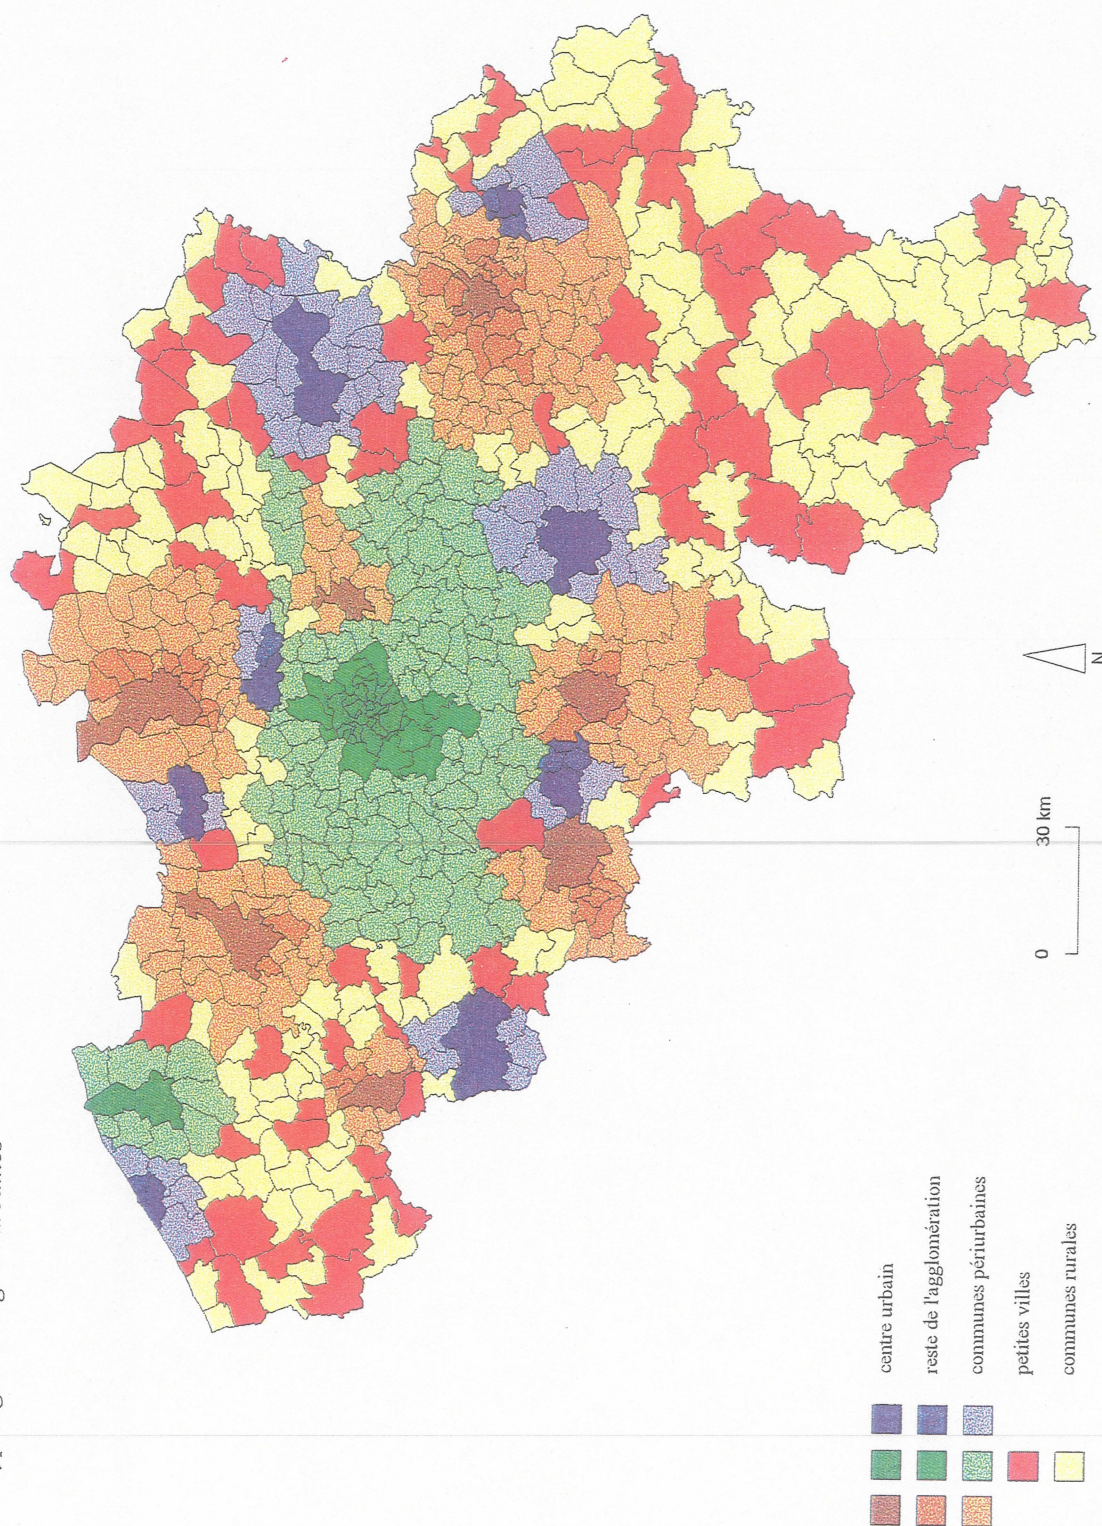 centre urbain
reste de l'agglomération
communes périurbaines
petites villes
communes rurales
0 30 km
N